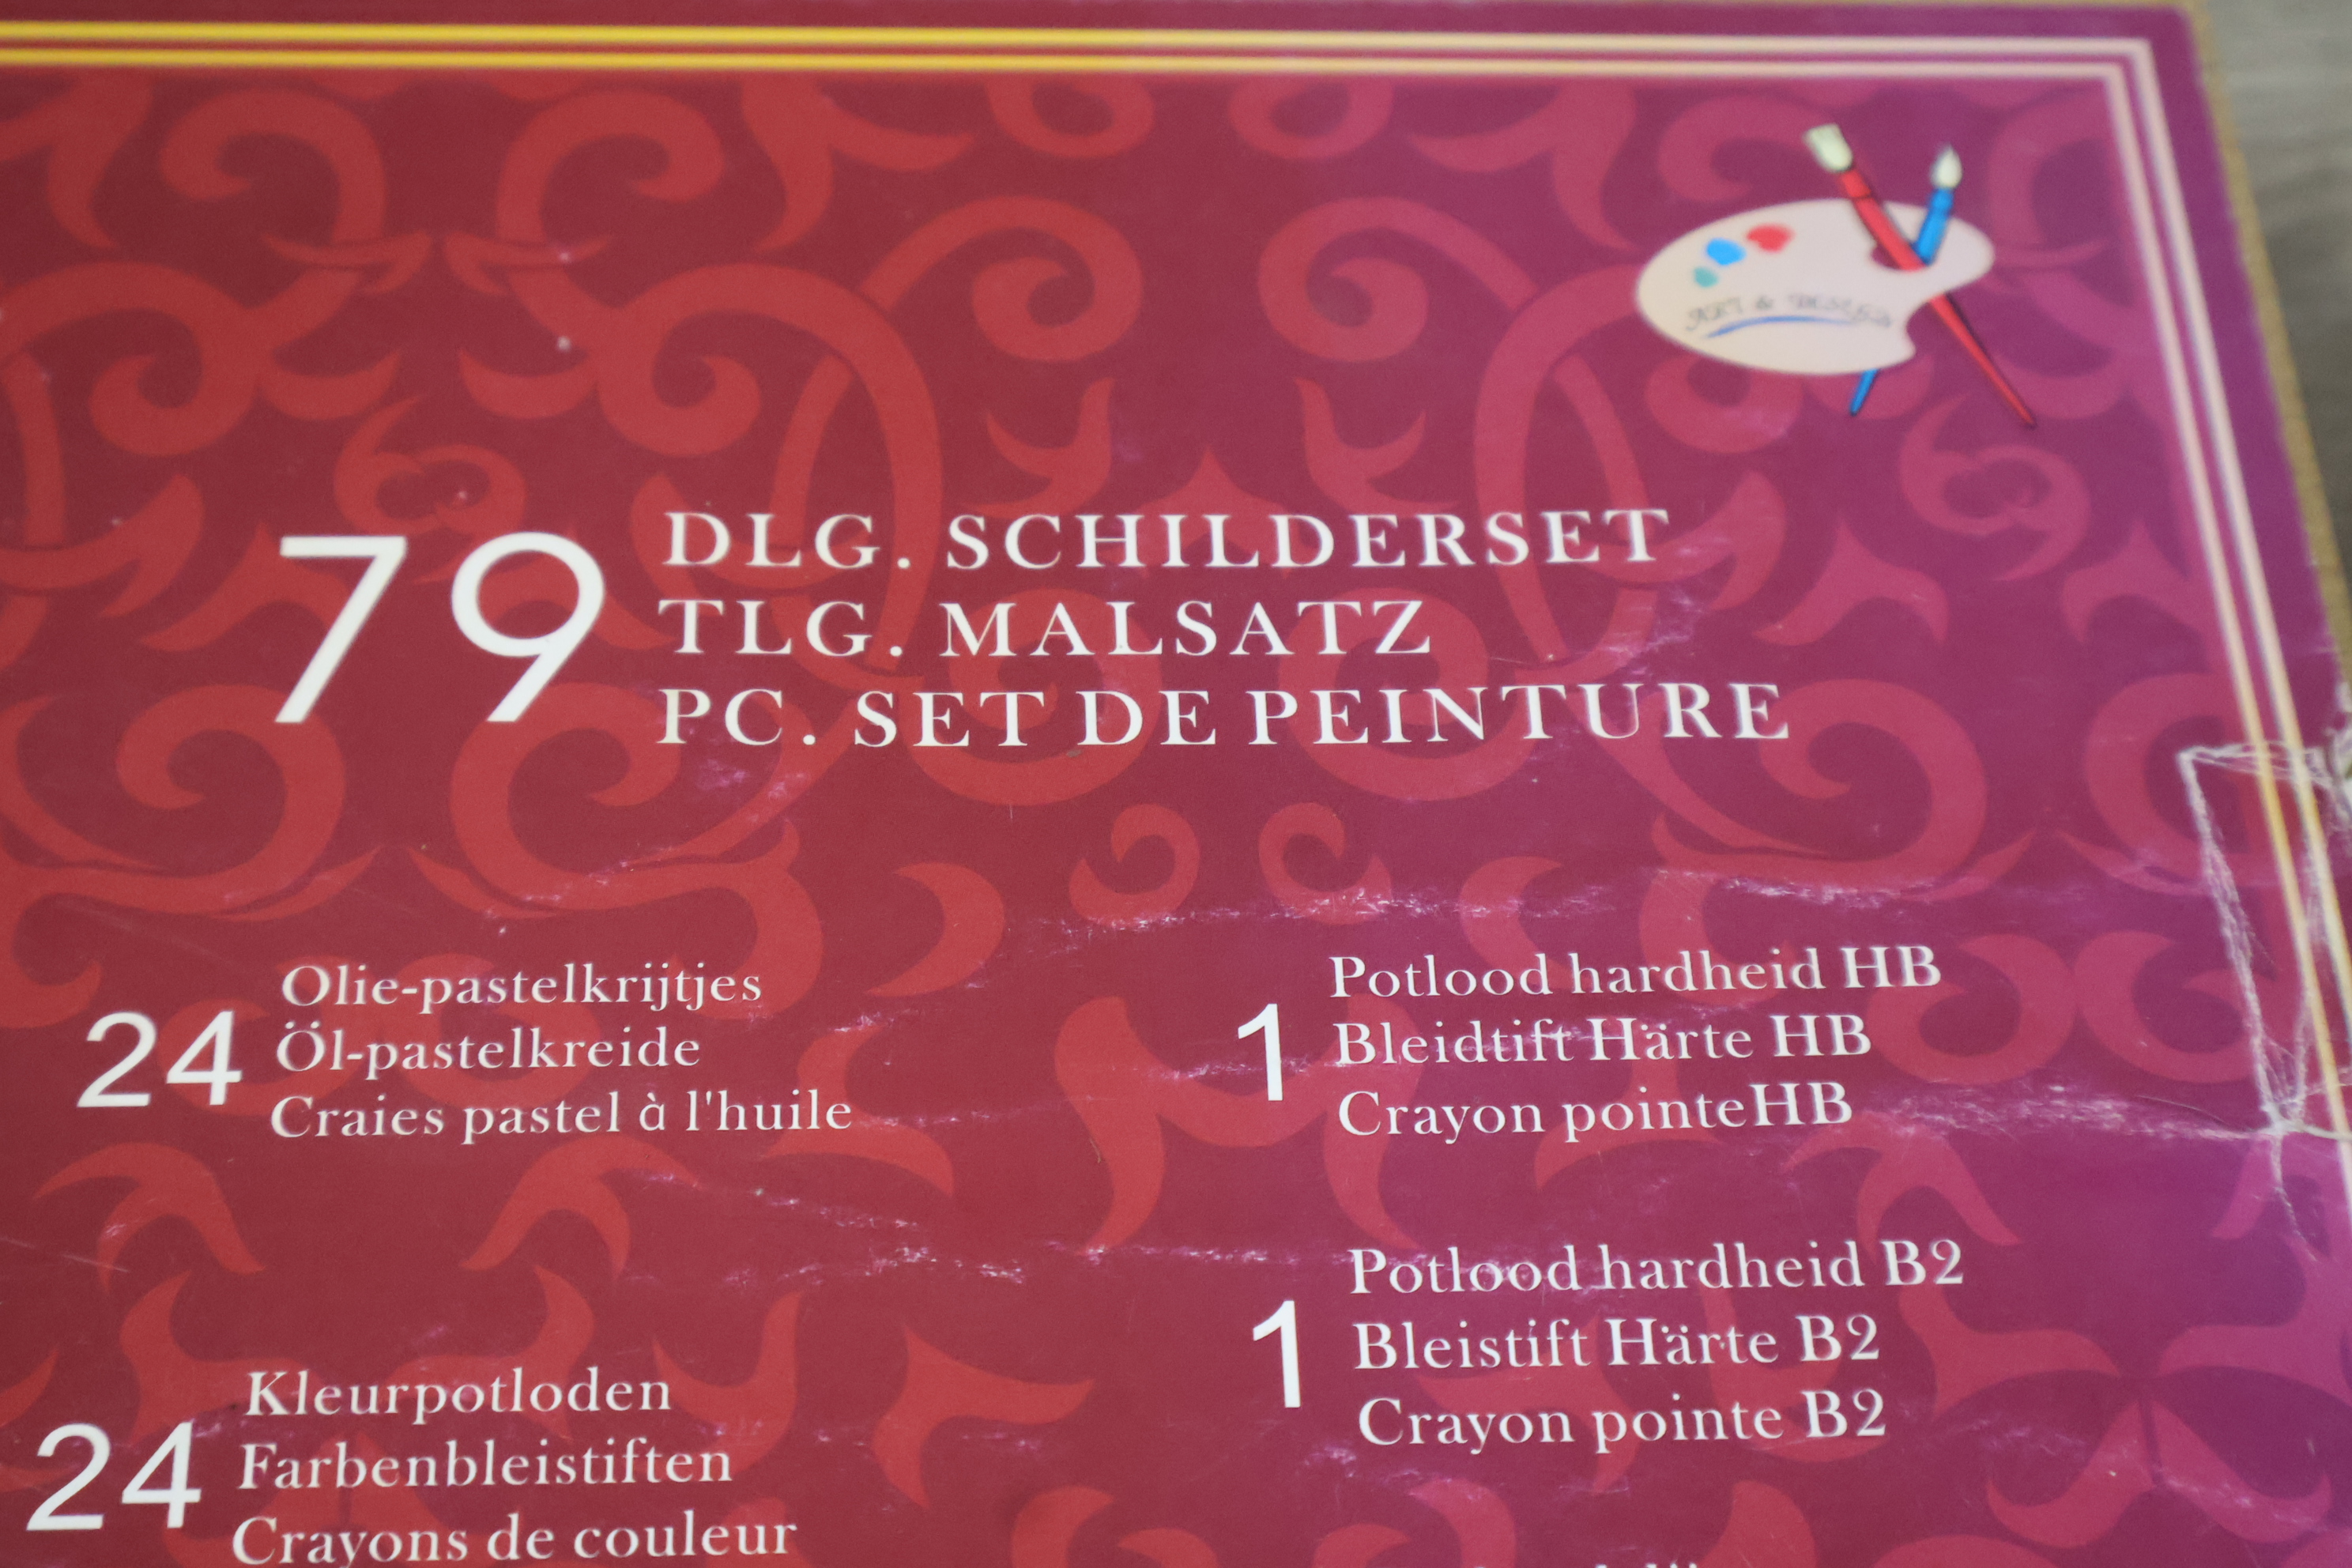 ART & DESIGN
79
DLG. SCHILDERSET
TLG. MALSATZ
PC. SET DE PEINTURE
24
Olie-pastelkrijtjes
Öl-pastelkreide
Craies pastel à l'huile
1
Potlood hardheid HB
Bleidtift Härte HB
Crayon pointeHB
1
Potlood hardheid B2
Bleistift Härte B2
Crayon pointe B2
24
Kleurpotloden
Farbenbleistiften
Crayons de couleur